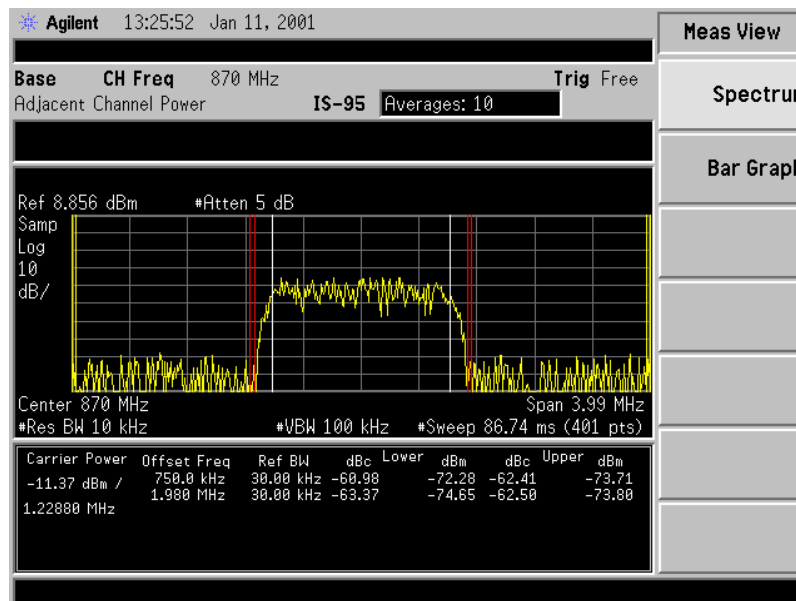 Agilent 13:25:52 Jan 11, 2001
Meas View
Base CH Freq 870 MHz Trig Free
Adjacent Channel Power IS-95 Averages: 10
Spectrum
Bar Graph
Ref 8.856 dBm #Atten 5 dB
Samp
Log
10
dB/
Center 870 MHz Span 3.99 MHz
#Res BW 10 kHz #VBW 100 kHz #Sweep 86.74 ms (401 pts)
Carrier Power Offset Freq Ref BW dBc Lower dBm dBc Upper dBm
-11.37 dBm / 750.0 kHz 30.00 kHz -60.98 -72.28 -62.41 -73.71
1.980 MHz 30.00 kHz -63.37 -74.65 -62.50 -73.80
1.22880 MHz